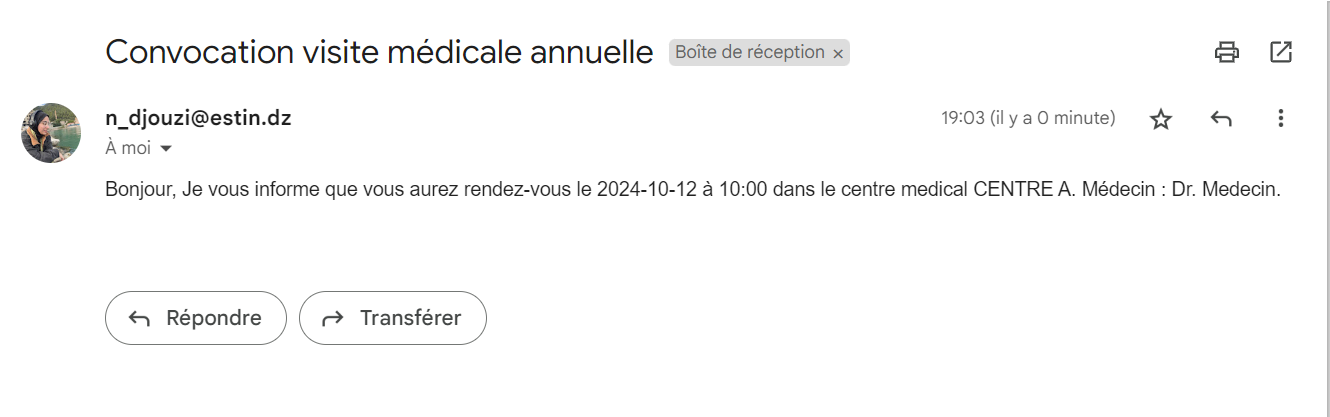 Convocation visite médicale annuelle Boîte de réception ×
n_djouzi@estin.dz 19:03 (il y a 0 minute)
À moi
Bonjour, Je vous informe que vous aurez rendez-vous le 2024-10-12 à 10:00 dans le centre medical CENTRE A. Médecin : Dr. Medecin.
Répondre Transférer